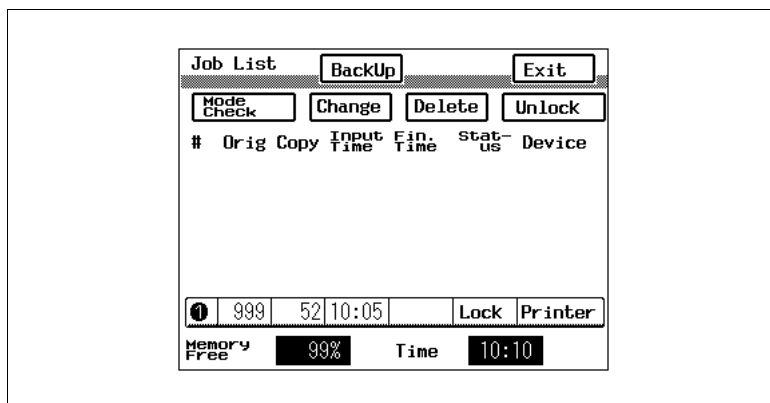 Job List BackUp Exit
Mode Check Change Delete Unlock
# Orig Copy Input Time Fin. Time Stat-us Device
❶ 999 52 10:05 Lock Printer
Memory Free 99% Time 10:10